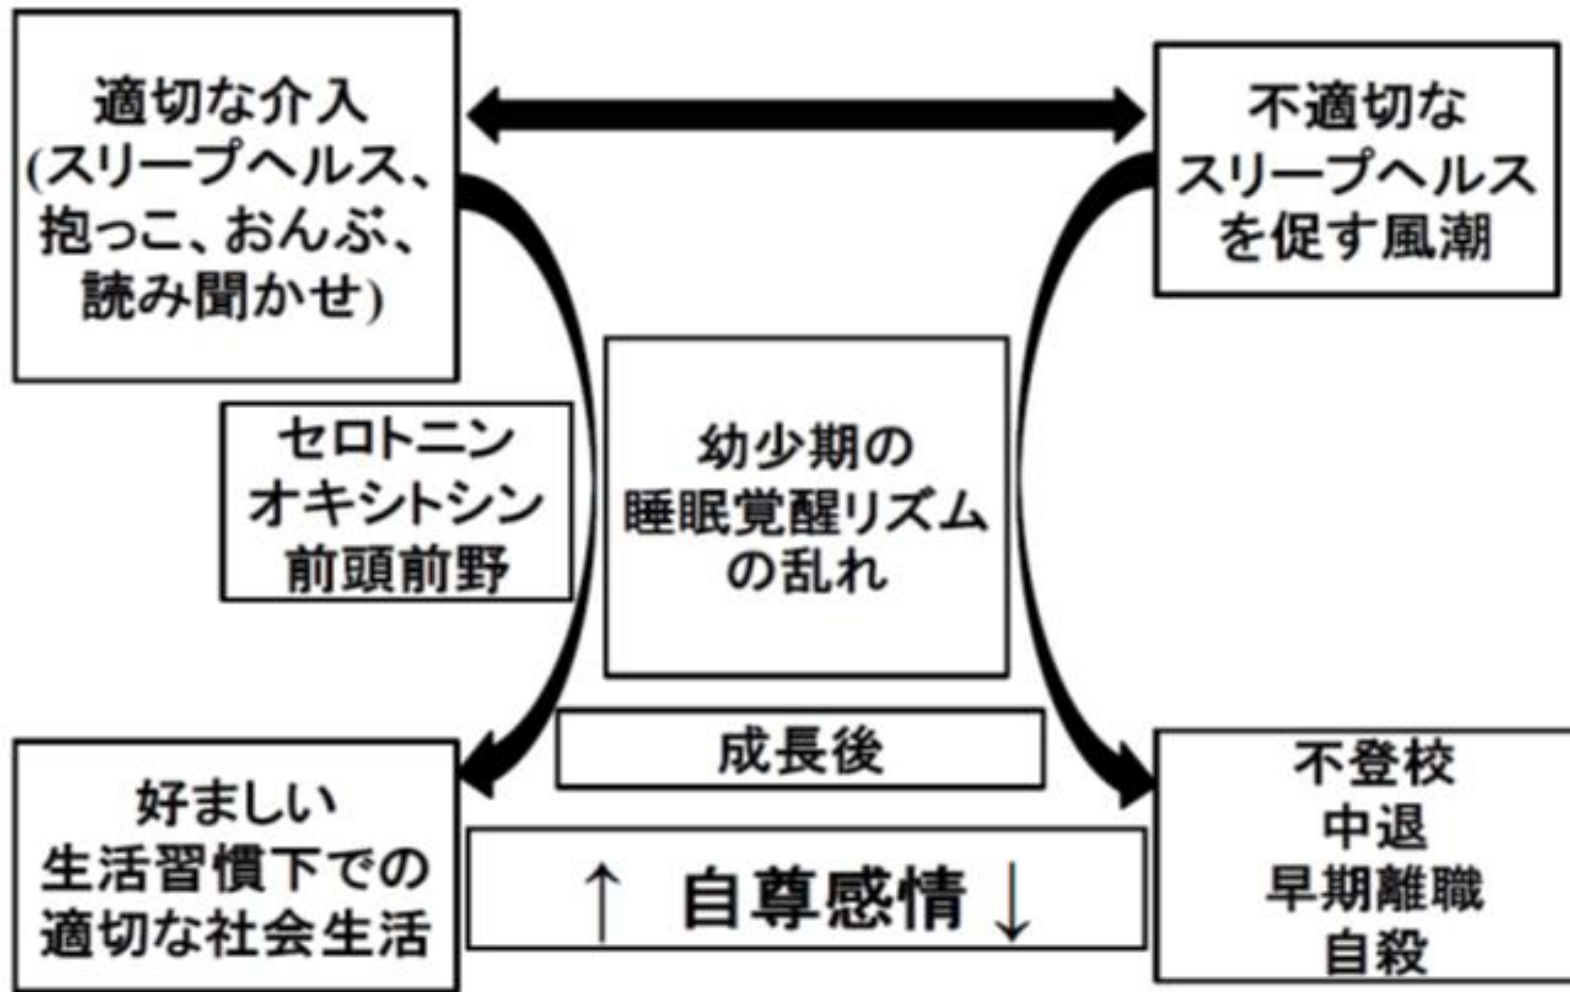 適切な介入
(スリープヘルス、
抱っこ、おんぶ、
読み聞かせ)
不適切な
スリープヘルス
を促す風潮
セロトニン
オキシトシン
前頭前野
幼少期の
睡眠覚醒リズム
の乱れ
成長後
好ましい
生活習慣下での
適切な社会生活
↑ 自尊感情 ↓
不登校
中退
早期離職
自殺